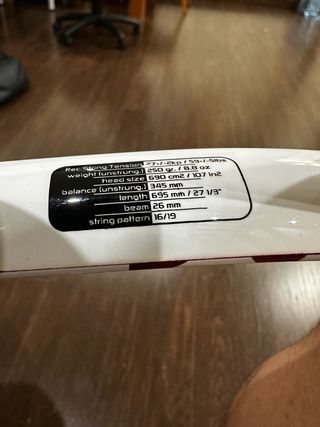 Rec. String Tension 27-/-2kp / 59-/-5lbs
weight (unstrung.) 250 gr. / 8.8 oz
head size 690 cm2 / 107 in2
balance (unstrung.) 345 mm
length 695 mm / 27 1/3"
beam 26 mm
string pattern 16/19